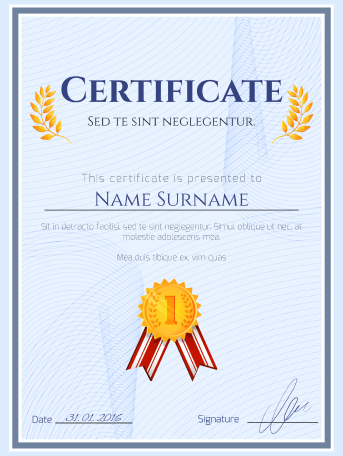 Certificate
Sed te sint neglegentur.
This certificate is presented to
Name Surname
Sit in detracto facilisi, sed te sint neglegentur. Simul oblique ut nec, at
molestie adolescens mea.
Mea duis tibique ex, vim quas
1
Date 31.01.2016 Signature